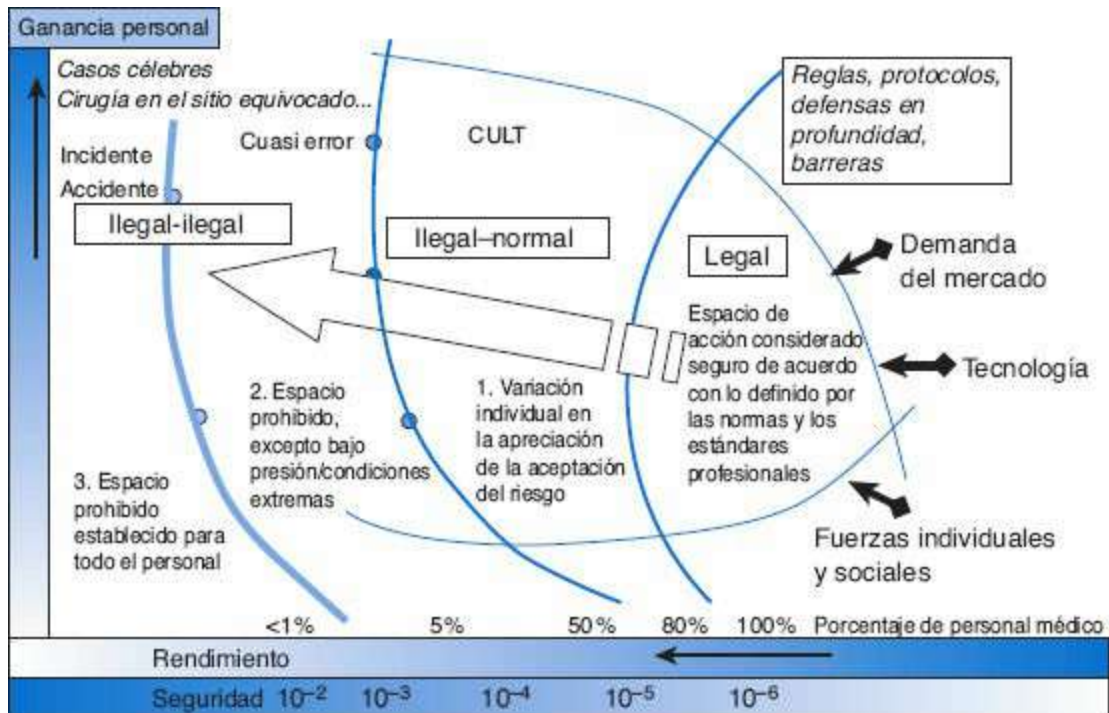 Ganancia personal
Casos célebres
Cirugía en el sitio equivocado...
Incidente
Accidente
Cuasi error
CULT
Reglas, protocolos,
defensas en
profundidad,
barreras
Ilegal-ilegal
Ilegal–normal
Legal
Demanda
del mercado
Tecnología
Fuerzas individuales
y sociales
Espacio de
acción considerado
seguro de acuerdo
con lo definido por
las normas y los
estándares
profesionales
1. Variación
individual en
la apreciación
de la aceptación
del riesgo
2. Espacio
prohibido,
excepto bajo
presión/condiciones
extremas
3. Espacio
prohibido
establecido para
todo el personal
<1% 5% 50% 80% 100% Porcentaje de personal médico
Rendimiento
Seguridad 10⁻² 10⁻³ 10⁻⁴ 10⁻⁵ 10⁻⁶